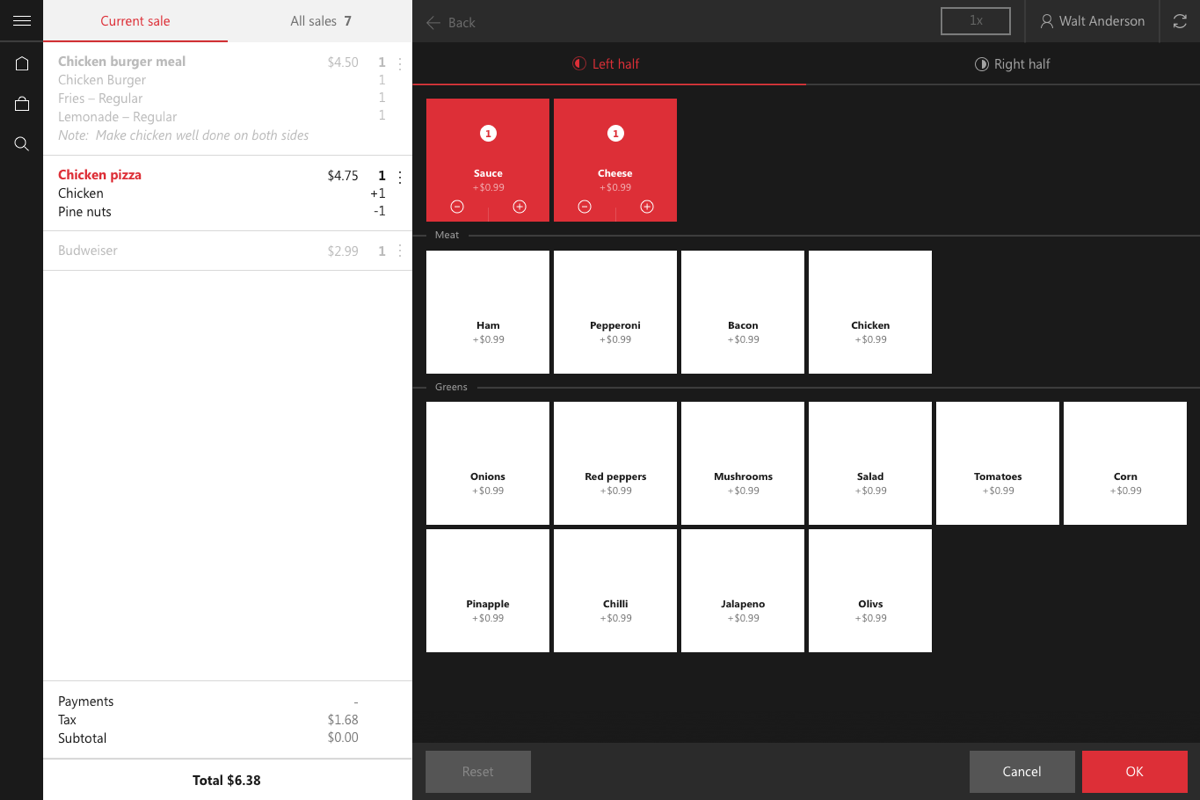 Current sale
All sales 7
Back
1x
Walt Anderson
Chicken burger meal $4.50 1
Chicken Burger 1
Fries – Regular 1
Lemonade – Regular 1
Note: Make chicken well done on both sides
Chicken pizza $4.75 1
Chicken +1
Pine nuts -1
Budweiser $2.99 1
Payments -
Tax $1.68
Subtotal $0.00
Total $6.38
Left half
Right half
1
Sauce
+$0.99
1
Cheese
+$0.99
Meat
Ham
+$0.99
Pepperoni
+$0.99
Bacon
+$0.99
Chicken
+$0.99
Greens
Onions
+$0.99
Red peppers
+$0.99
Mushrooms
+$0.99
Salad
+$0.99
Tomatoes
+$0.99
Corn
+$0.99
Pinapple
+$0.99
Chilli
+$0.99
Jalapeno
+$0.99
Olivs
+$0.99
Reset
Cancel
OK